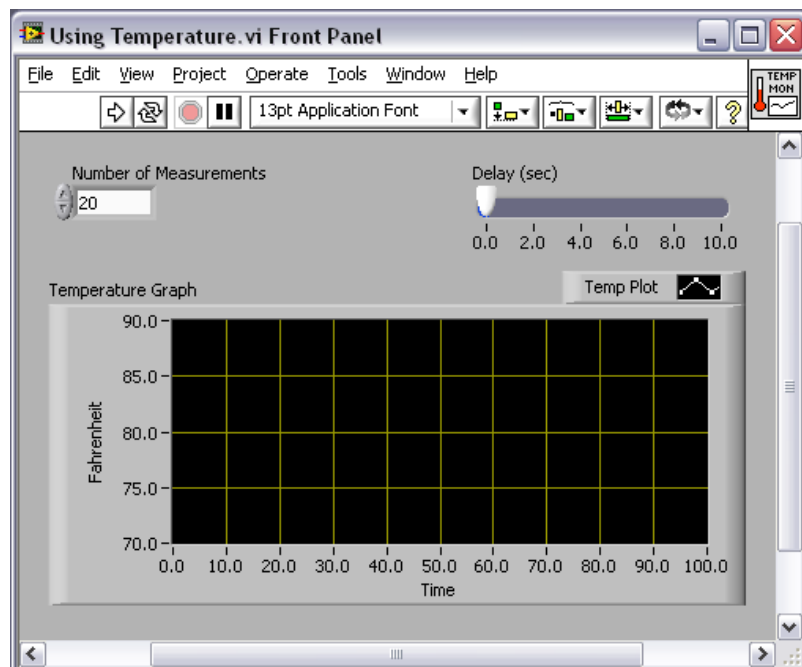 Using Temperature.vi Front Panel
File Edit View Project Operate Tools Window Help
TEMP
MON
13pt Application Font
?
Number of Measurements
20
Delay (sec)
0.0 2.0 4.0 6.0 8.0 10.0
Temperature Graph
Temp Plot
90.0
85.0
80.0
75.0
70.0
Fahrenheit
0.0 10.0 20.0 30.0 40.0 50.0 60.0 70.0 80.0 90.0 100.0
Time